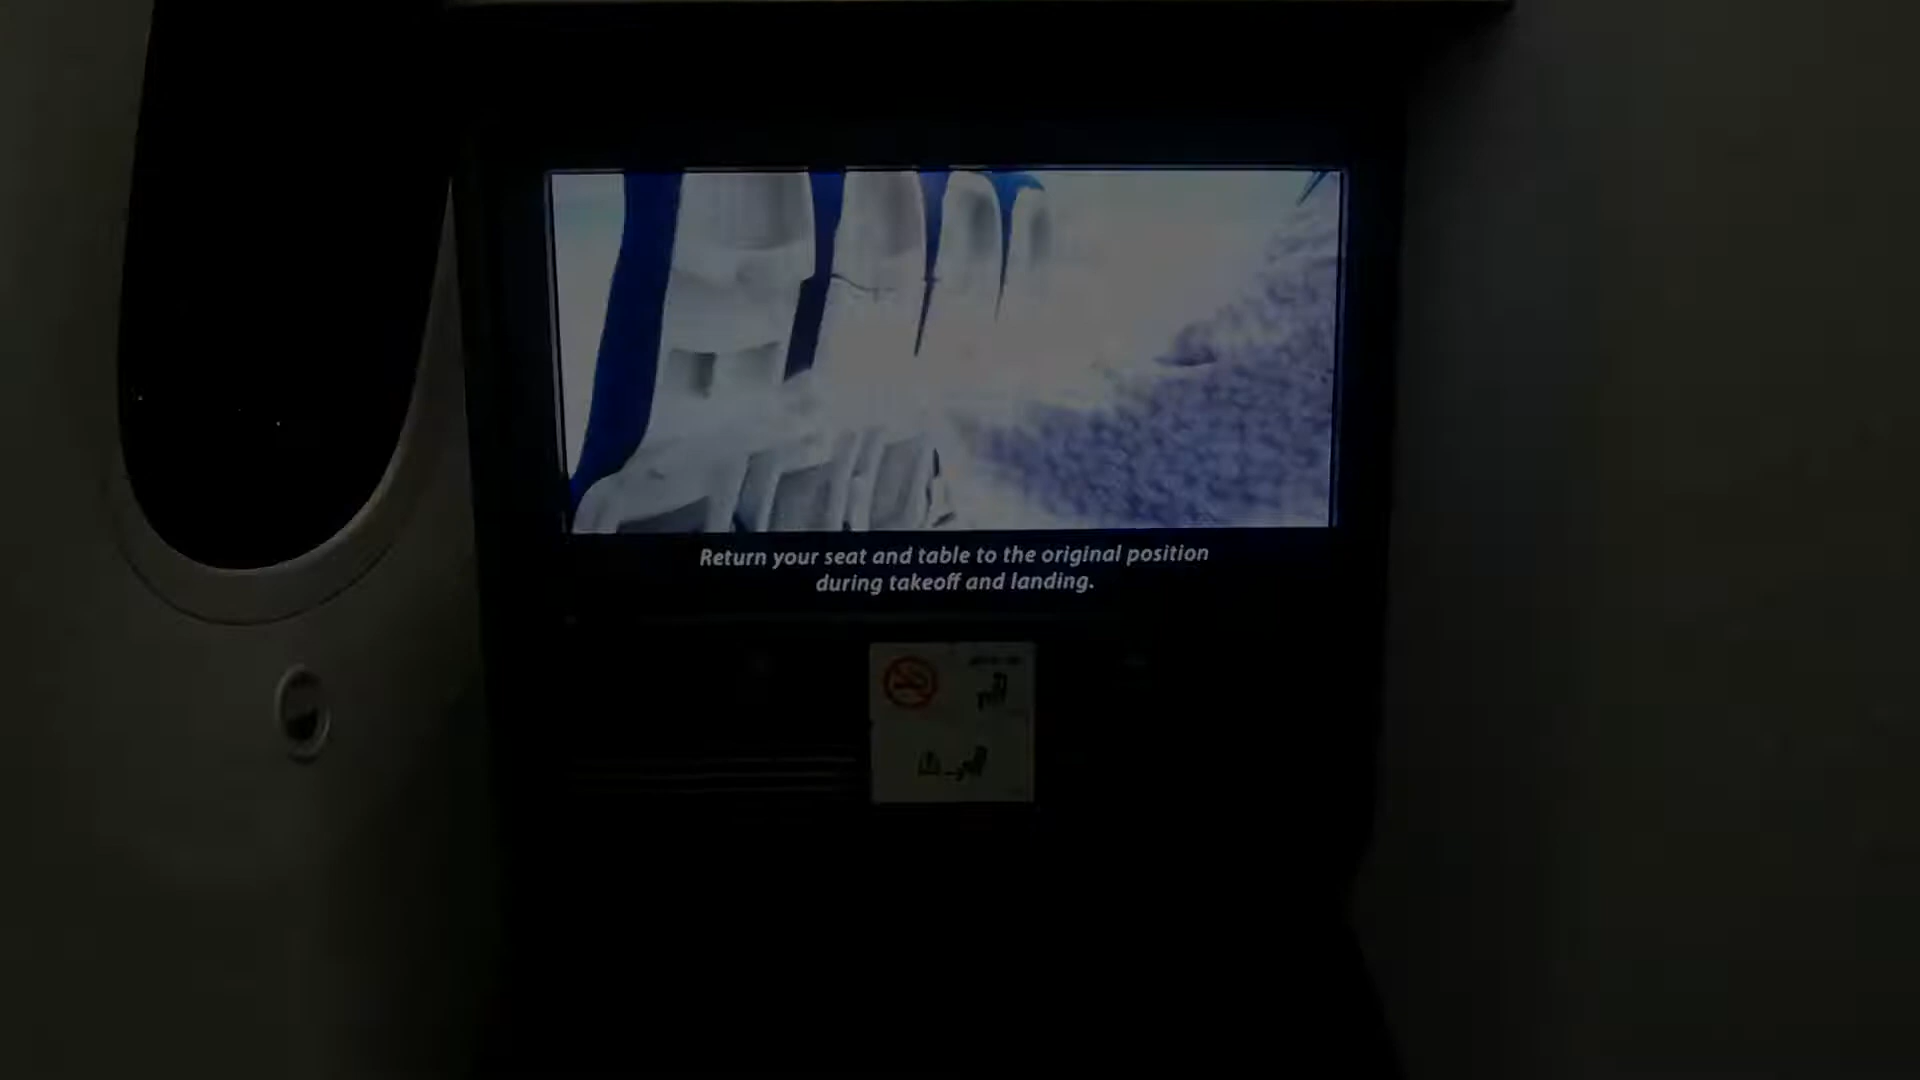 Return your seat and table to the original position
during takeoff and landing.